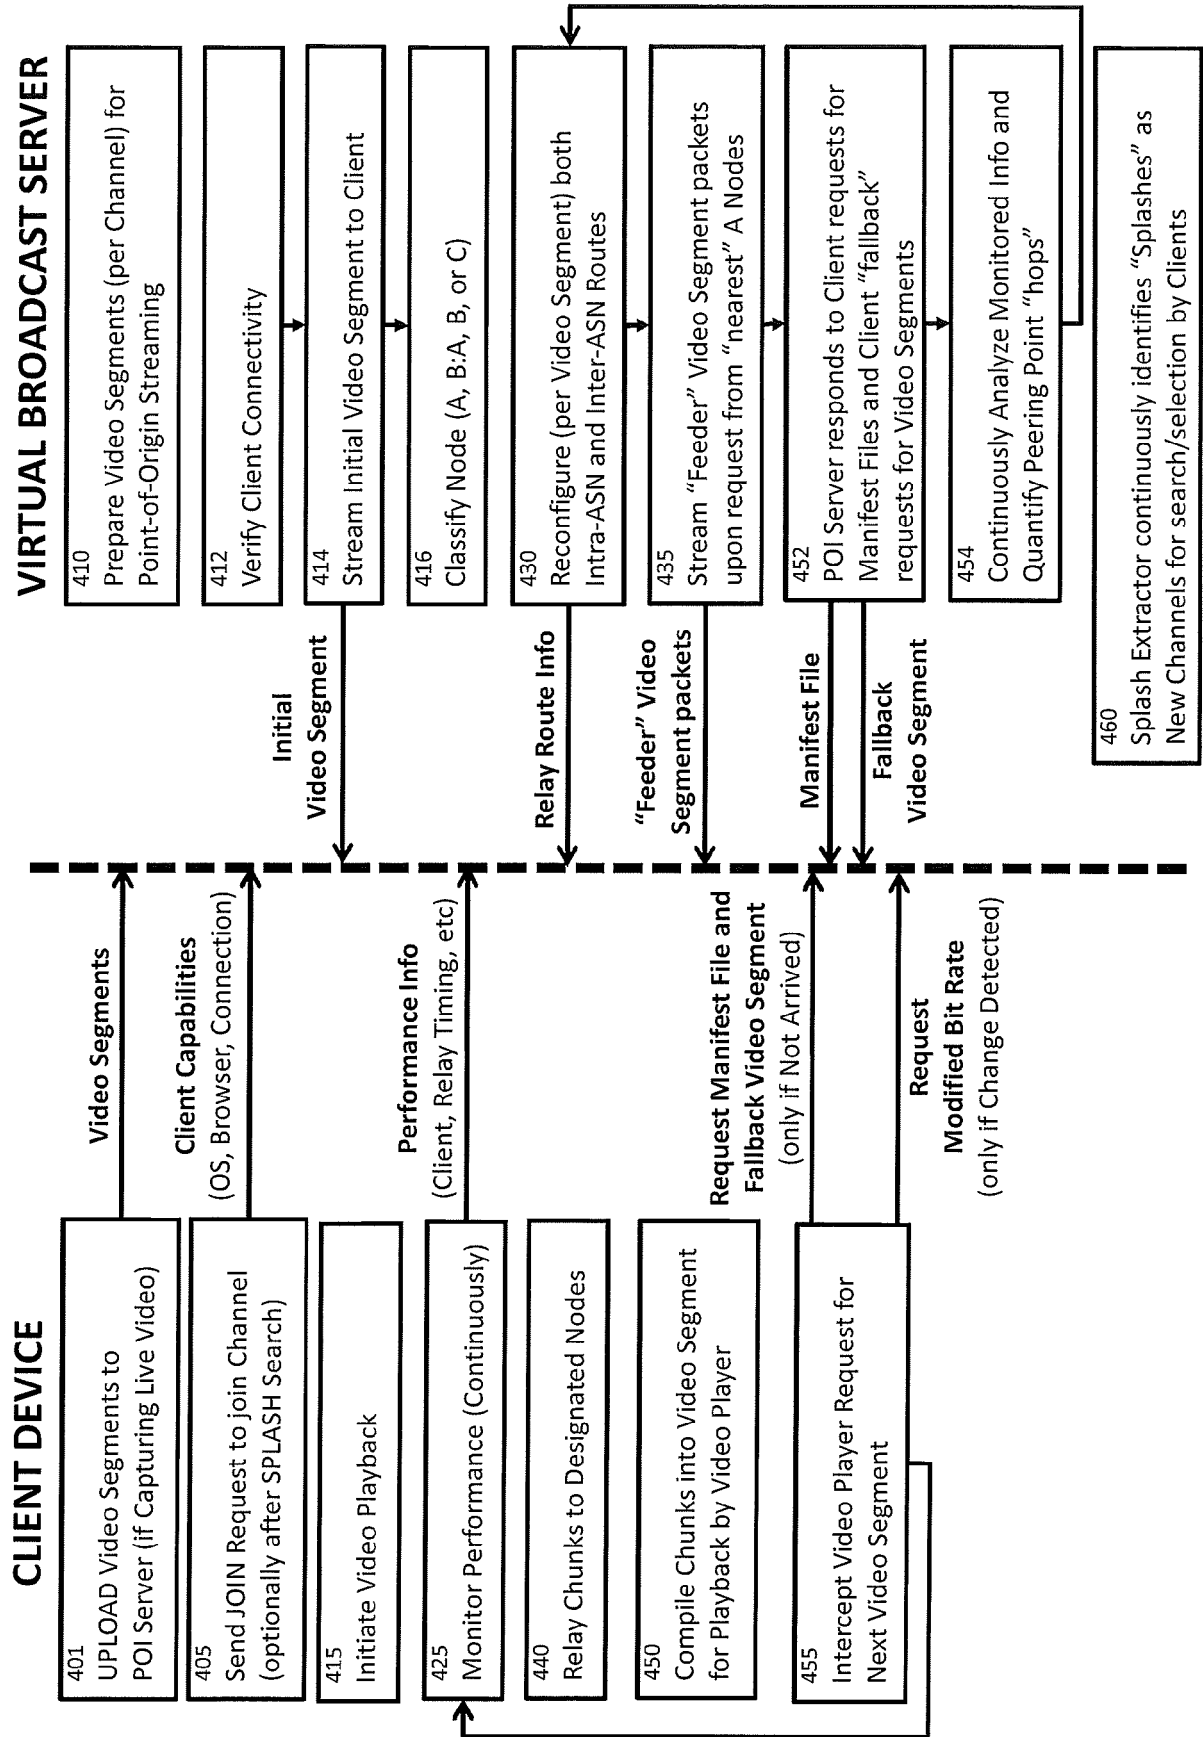 CLIENT DEVICE
401
UPLOAD Video Segments to
POI Server (if Capturing Live Video)
405
Send JOIN Request to join Channel
(optionally after SPLASH Search)
415
Initiate Video Playback
425
Monitor Performance (Continuously)
440
Relay Chunks to Designated Nodes
450
Compile Chunks into Video Segment
for Playback by Video Player
455
Intercept Video Player Request for
Next Video Segment
Video Segments
Client Capabilities
(OS, Browser, Connection)
Performance Info
(Client, Relay Timing, etc)
Request Manifest File and
Fallback Video Segment
(only if Not Arrived)
Request
Modified Bit Rate
(only if Change Detected)
Initial
Video Segment
Relay Route Info
“Feeder” Video
Segment packets
Manifest File
Fallback
Video Segment
VIRTUAL BROADCAST SERVER
410
Prepare Video Segments (per Channel) for
Point-of-Origin Streaming
412
Verify Client Connectivity
414
Stream Initial Video Segment to Client
416
Classify Node (A, B:A, B, or C)
430
Reconfigure (per Video Segment) both
Intra-ASN and Inter-ASN Routes
435
Stream “Feeder” Video Segment packets
upon request from “nearest” A Nodes
452
POI Server responds to Client requests for
Manifest Files and Client “fallback”
requests for Video Segments
454
Continuously Analyze Monitored Info and
Quantify Peering Point “hops”
460
Splash Extractor continuously identifies “Splashes” as
New Channels for search/selection by Clients